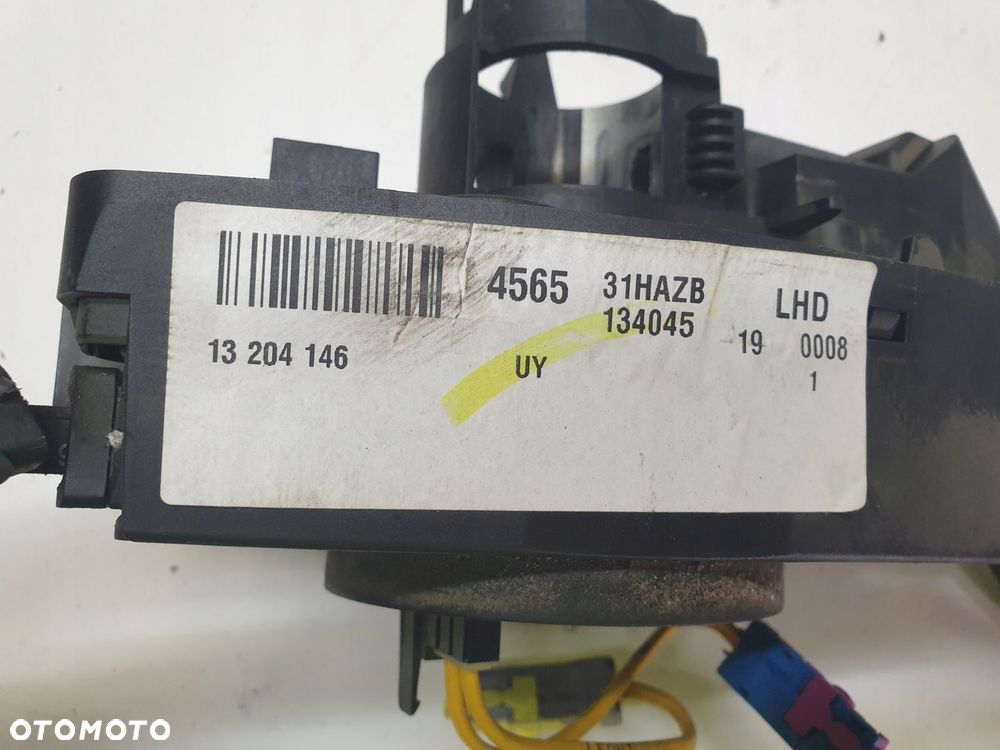 4565 31HAZB LHD
134045
13 204 146 UY 19 0008
1
OTOMOTO